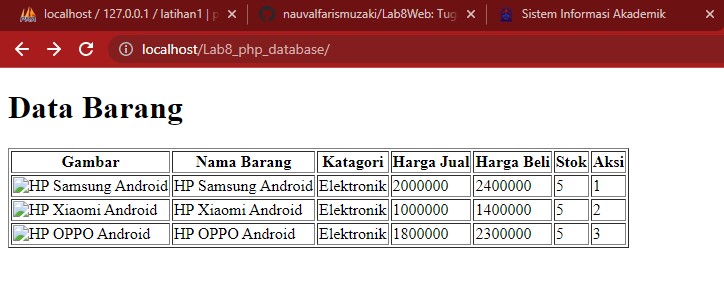 localhost / 127.0.0.1 / latihan1 | p
nauvalfarismuzaki/Lab8Web: Tug
Sistem Informasi Akademik
localhost/Lab8_php_database/
Data Barang
Gambar Nama Barang Katagori Harga Jual Harga Beli Stok Aksi
HP Samsung Android HP Samsung Android Elektronik 2000000 2400000 5 1
HP Xiaomi Android HP Xiaomi Android Elektronik 1000000 1400000 5 2
HP OPPO Android HP OPPO Android Elektronik 1800000 2300000 5 3